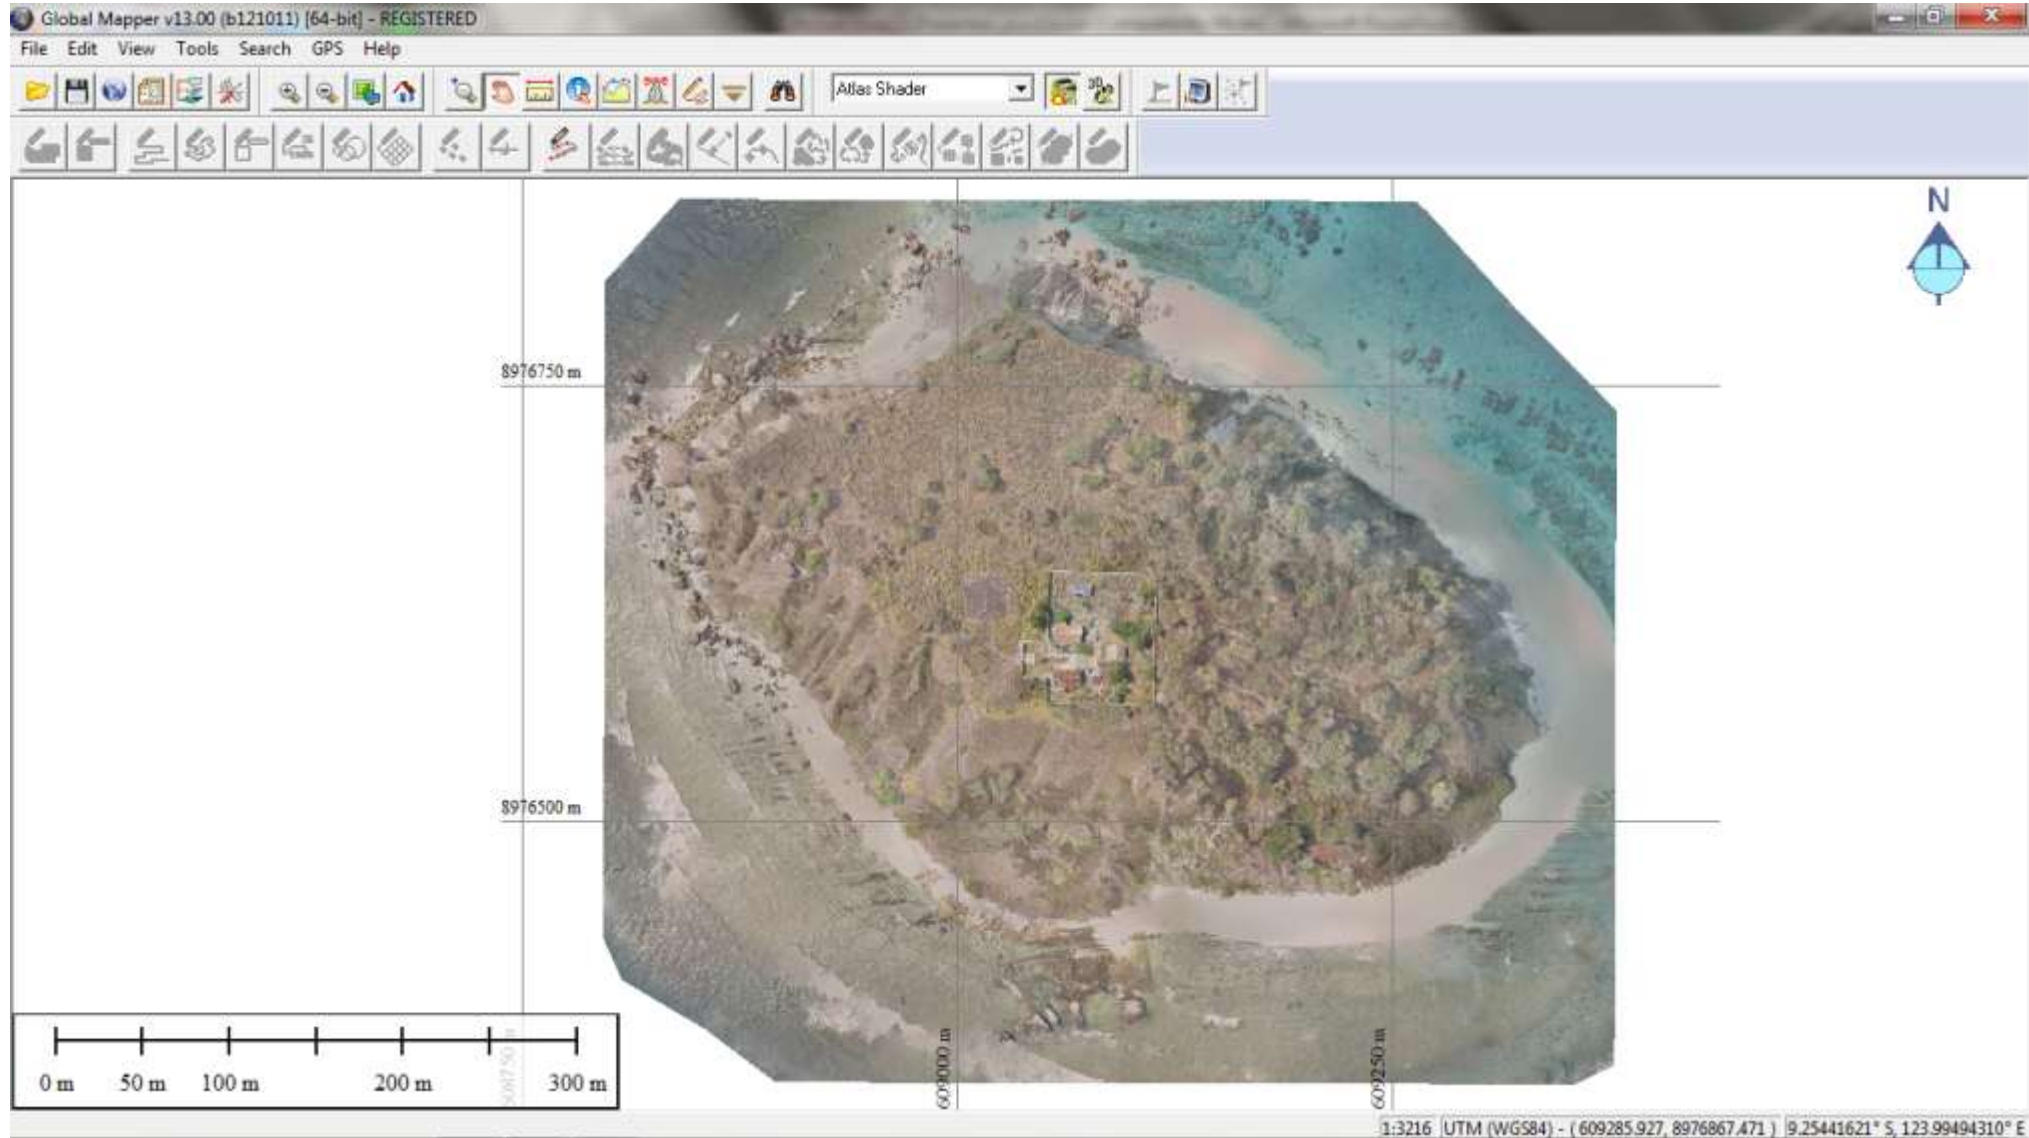 Global Mapper v13.00 (b121011) [64-bit] - REGISTERED
File Edit View Tools Search GPS Help
Atlas Shader
N
8976750 m
8976500 m
0 m 50 m 100 m 200 m 300 m
608750 m
609000 m
609250 m
1:3216 UTM (WGS84) - ( 609285.927, 8976867.471 ) 9.25441621° S, 123.99494310° E